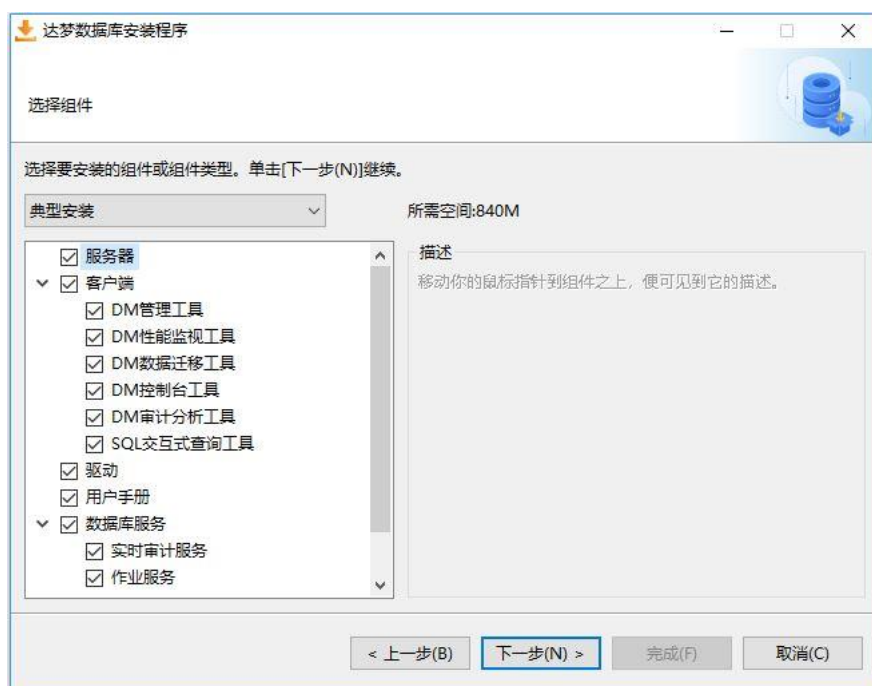 达梦数据库安装程序
选择组件
选择要安装的组件或组件类型。单击[下一步(N)]继续。
典型安装
所需空间:840M
服务器
客户端
DM管理工具
DM性能监视工具
DM数据迁移工具
DM控制台工具
DM审计分析工具
SQL交互式查询工具
驱动
用户手册
数据库服务
实时审计服务
作业服务
描述
移动你的鼠标指针到组件之上，便可见到它的描述。
< 上一步(B)
下一步(N) >
完成(F)
取消(C)